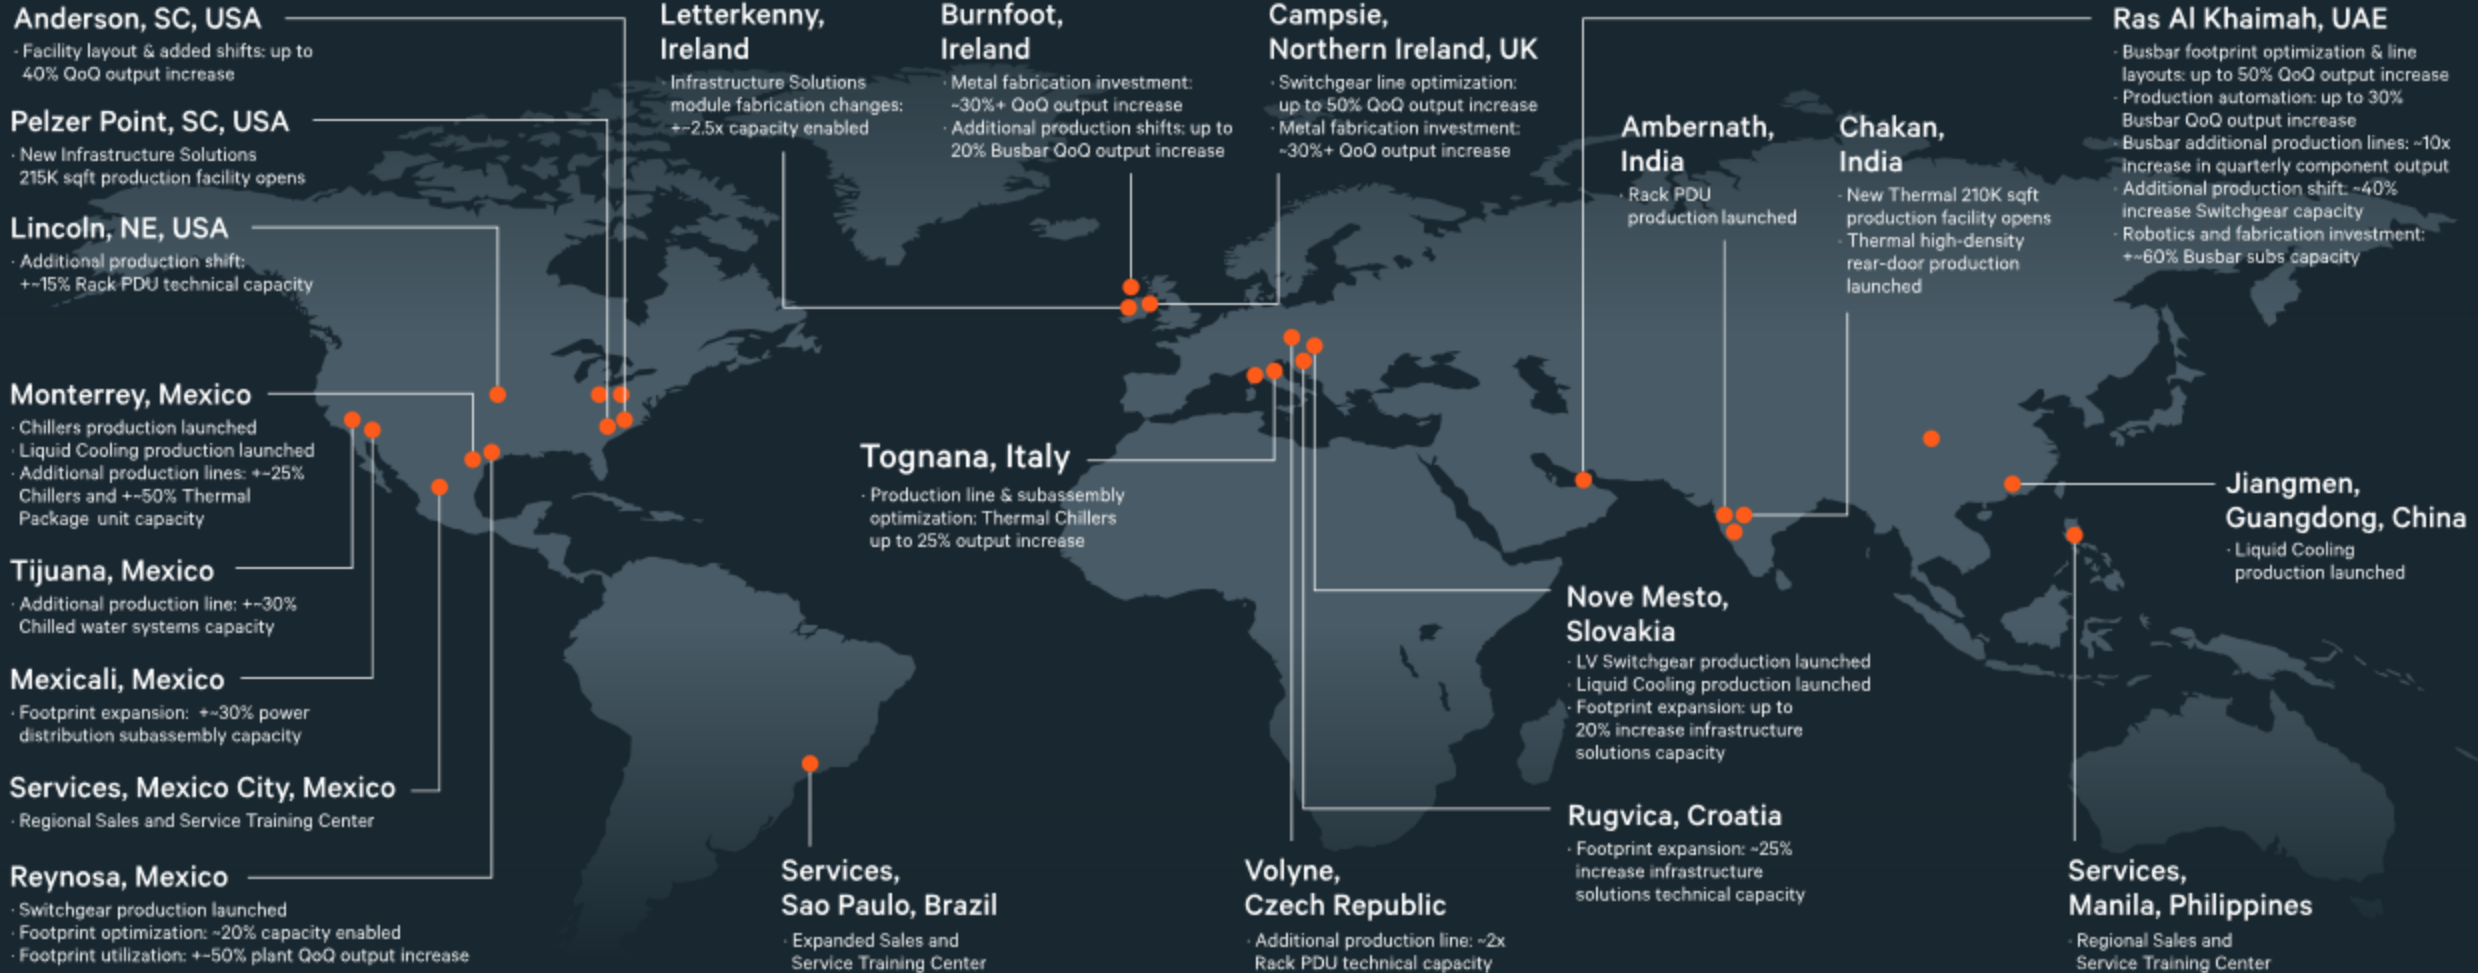 Anderson, SC, USA
· Facility layout & added shifts: up to
40% QoQ output increase
Pelzer Point, SC, USA
· New Infrastructure Solutions
215K sqft production facility opens
Lincoln, NE, USA
· Additional production shift:
+~15% Rack PDU technical capacity
Monterrey, Mexico
· Chillers production launched
· Liquid Cooling production launched
· Additional production lines: +~25%
Chillers and +~50% Thermal
Package unit capacity
Tijuana, Mexico
· Additional production line: +~30%
Chilled water systems capacity
Mexicali, Mexico
· Footprint expansion: +~30% power
distribution subassembly capacity
Services, Mexico City, Mexico
· Regional Sales and Service Training Center
Reynosa, Mexico
· Switchgear production launched
· Footprint optimization: ~20% capacity enabled
· Footprint utilization: +~50% plant QoQ output increase
Letterkenny,
Ireland
· Infrastructure Solutions
module fabrication changes:
+~2.5x capacity enabled
Burnfoot,
Ireland
· Metal fabrication investment:
~30%+ QoQ output increase
· Additional production shifts: up to
20% Busbar QoQ output increase
Campsie,
Northern Ireland, UK
· Switchgear line optimization:
up to 50% QoQ output increase
· Metal fabrication investment:
~30%+ QoQ output increase
Ambernath,
India
· Rack PDU
production launched
Chakan,
India
· New Thermal 210K sqft
production facility opens
· Thermal high-density
rear-door production
launched
Ras Al Khaimah, UAE
· Busbar footprint optimization & line
layouts: up to 50% QoQ output increase
· Production automation: up to 30%
Busbar QoQ output increase
· Busbar additional production lines: ~10x
increase in quarterly component output
· Additional production shift: ~40%
increase Switchgear capacity
· Robotics and fabrication investment:
+~60% Busbar subs capacity
Tognana, Italy
· Production line & subassembly
optimization: Thermal Chillers
up to 25% output increase
Jiangmen,
Guangdong, China
· Liquid Cooling
production launched
Nove Mesto,
Slovakia
· LV Switchgear production launched
· Liquid Cooling production launched
· Footprint expansion: up to
20% increase infrastructure
solutions capacity
Rugvica, Croatia
· Footprint expansion: ~25%
increase infrastructure
solutions technical capacity
Services,
Sao Paulo, Brazil
· Expanded Sales and
Service Training Center
Volyne,
Czech Republic
· Additional production line: ~2x
Rack PDU technical capacity
Services,
Manila, Philippines
· Regional Sales and
Service Training Center